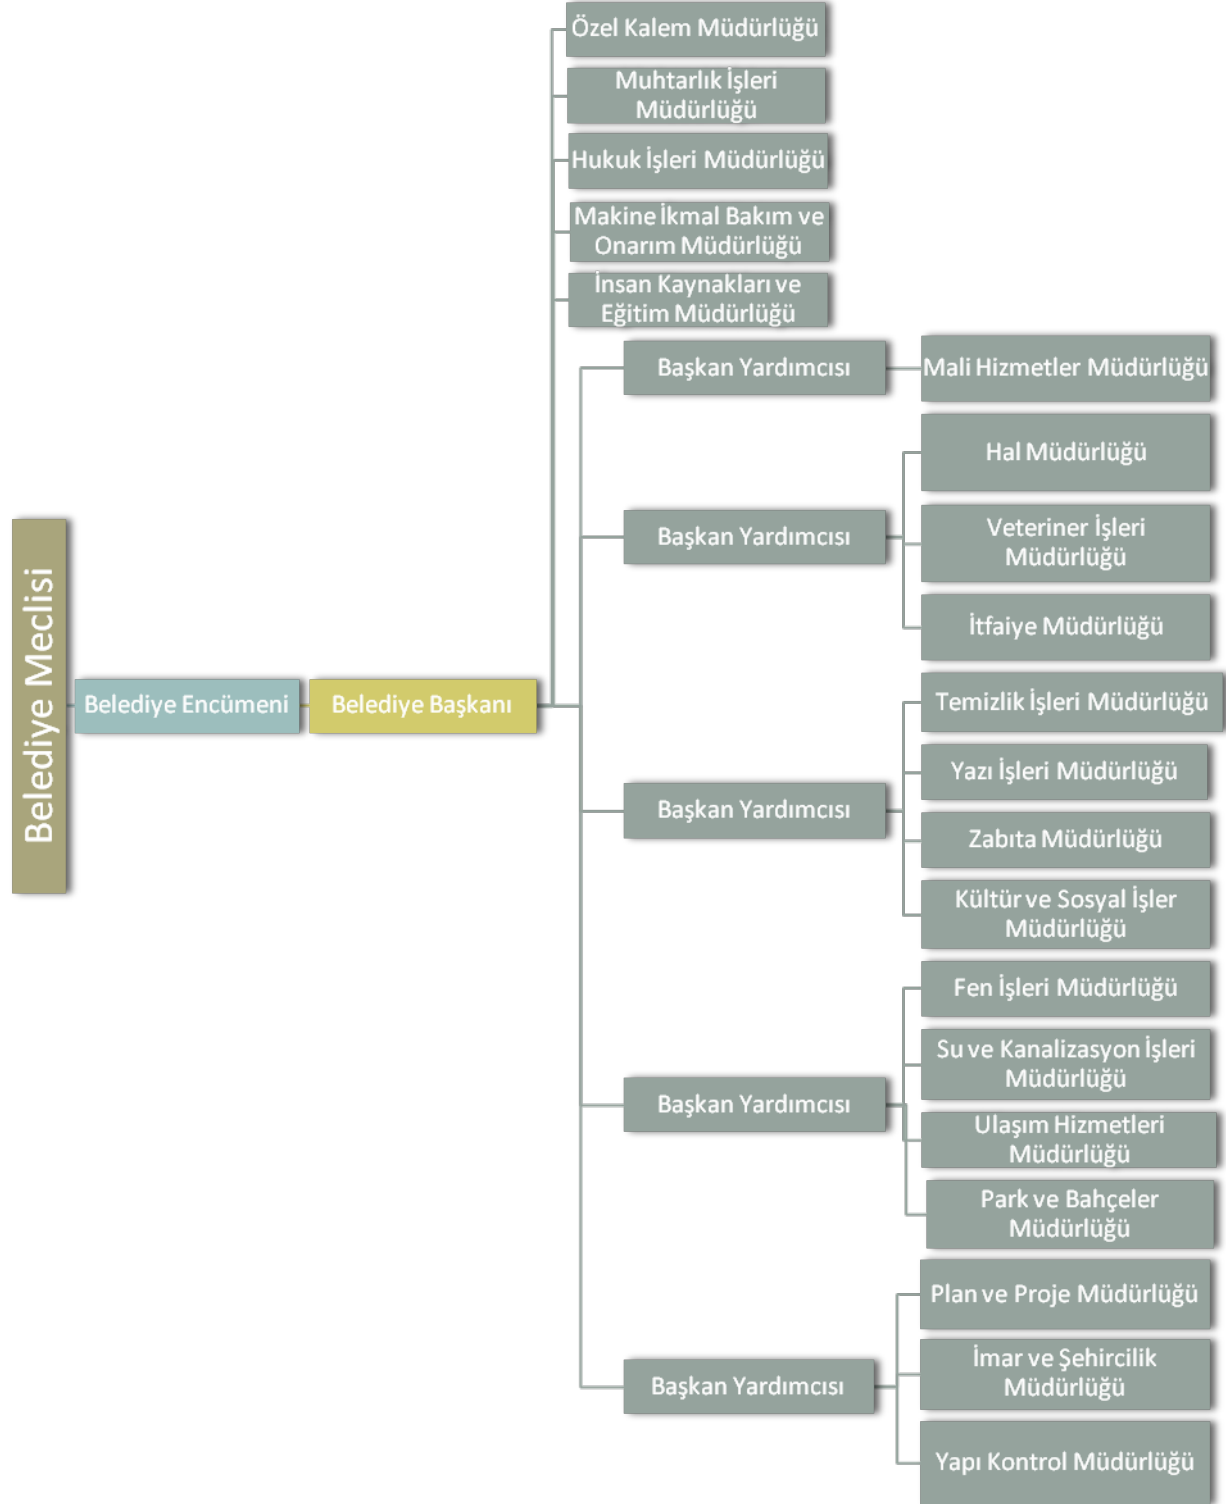 Özel Kalem Müdürlüğü
Muhtarlık İşleri
Müdürlüğü
Hukuk İşleri Müdürlüğü
Makine İkmal Bakım ve
Onarım Müdürlüğü
İnsan Kaynakları ve
Eğitim Müdürlüğü
Başkan Yardımcısı
Mali Hizmetler Müdürlüğü
Hal Müdürlüğü
Başkan Yardımcısı
Veteriner İşleri
Müdürlüğü
İtfaiye Müdürlüğü
Belediye Meclisi
Belediye Encümeni
Belediye Başkanı
Temizlik İşleri Müdürlüğü
Yazı İşleri Müdürlüğü
Başkan Yardımcısı
Zabıta Müdürlüğü
Kültür ve Sosyal İşler
Müdürlüğü
Fen İşleri Müdürlüğü
Su ve Kanalizasyon İşleri
Müdürlüğü
Başkan Yardımcısı
Ulaşım Hizmetleri
Müdürlüğü
Park ve Bahçeler
Müdürlüğü
Plan ve Proje Müdürlüğü
İmar ve Şehircilik
Müdürlüğü
Başkan Yardımcısı
Yapı Kontrol Müdürlüğü